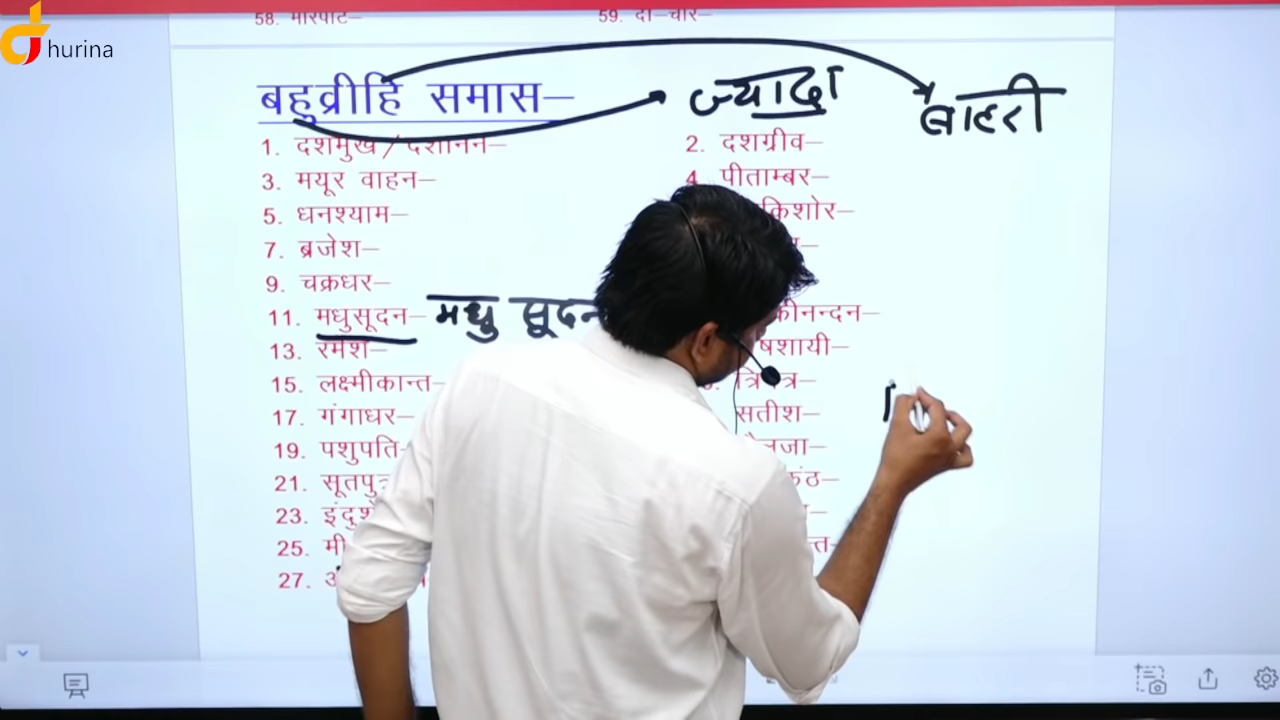 hurina
58. मारपीट– 59. दो–चार–
बहुव्रीहि समास– ज्यादा बाहरी
1. दशमुख / दशानन– 2. दशग्रीव–
3. मयूर वाहन– 4. पीताम्बर–
5. धनश्याम– किशोर–
7. ब्रजेश–
9. चक्रधर–
11. मधुसूदन– मधु सूदन कीनन्दन–
13. रमेश– षशायी–
15. लक्ष्मीकान्त–
17. गंगाधर– सतीश–
19. पशुपति– लजा–
21. सूतपुत्र कंठ–
23. इंदुशे
25. मी त–
27.